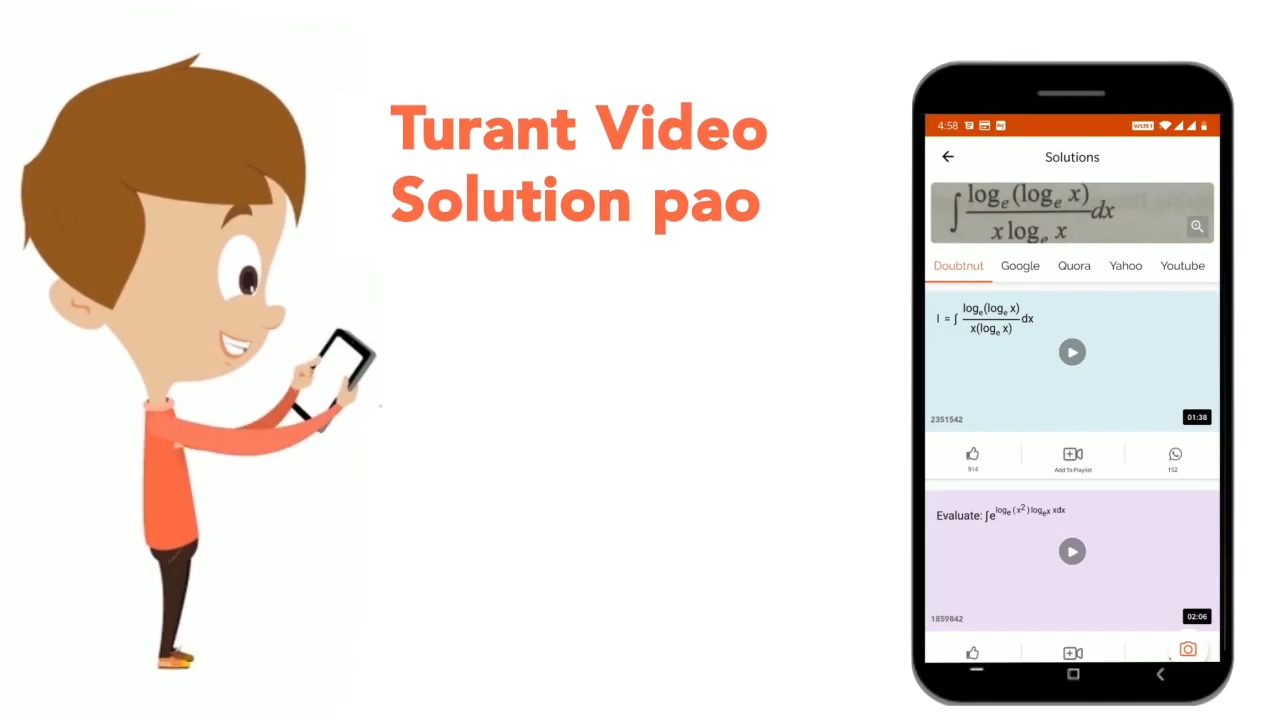 Turant Video
Solution pao
4:58
VoLTE1
Solutions
∫ logₑ(logₑ x) / x logₑ x dx
Doubtnut Google Quora Yahoo Youtube
I = ∫ logₑ(logₑ x) / x(logₑ x) dx
2351542 01:38
914 Add To Playlist 152
Evaluate: ∫e^logₑ(x²)logₑx xdx
1859842 02:06